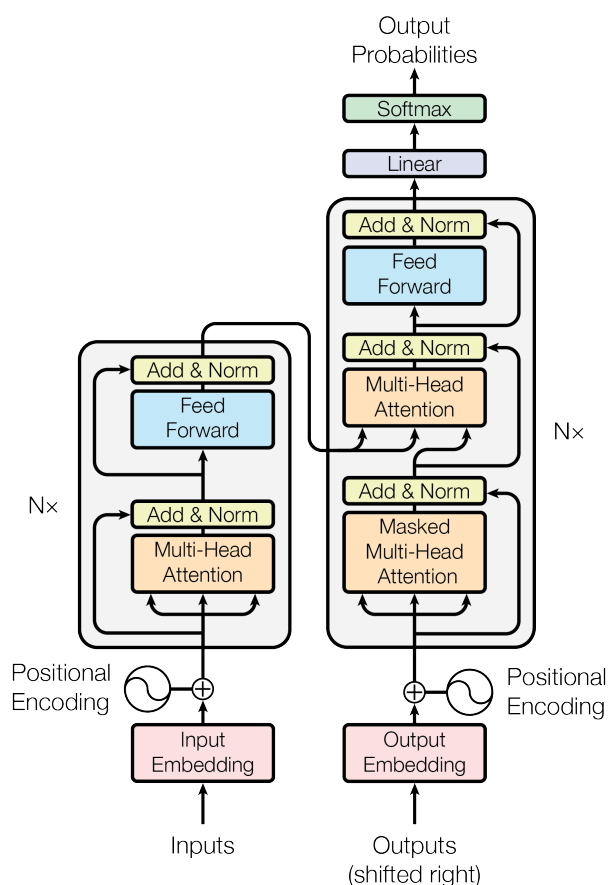 Output
Probabilities
Softmax
Linear
Add & Norm
Feed
Forward
Add & Norm
Multi-Head
Attention
Add & Norm
Masked
Multi-Head
Attention
N×
Add & Norm
Feed
Forward
Add & Norm
Multi-Head
Attention
N×
Positional
Encoding
Positional
Encoding
Input
Embedding
Output
Embedding
Inputs
Outputs
(shifted right)